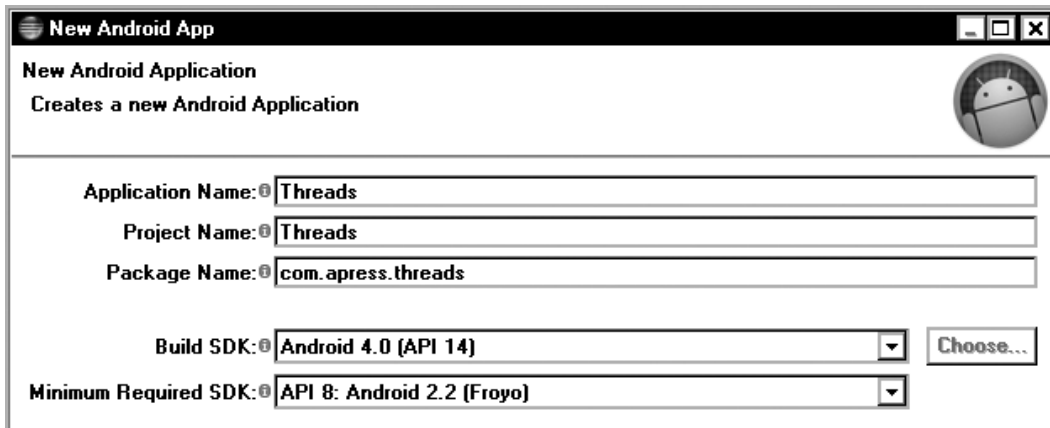 New Android App
New Android Application
Creates a new Android Application
Application Name: Threads
Project Name: Threads
Package Name: com.apress.threads
Build SDK: Android 4.0 (API 14) Choose...
Minimum Required SDK: API 8: Android 2.2 (Froyo)